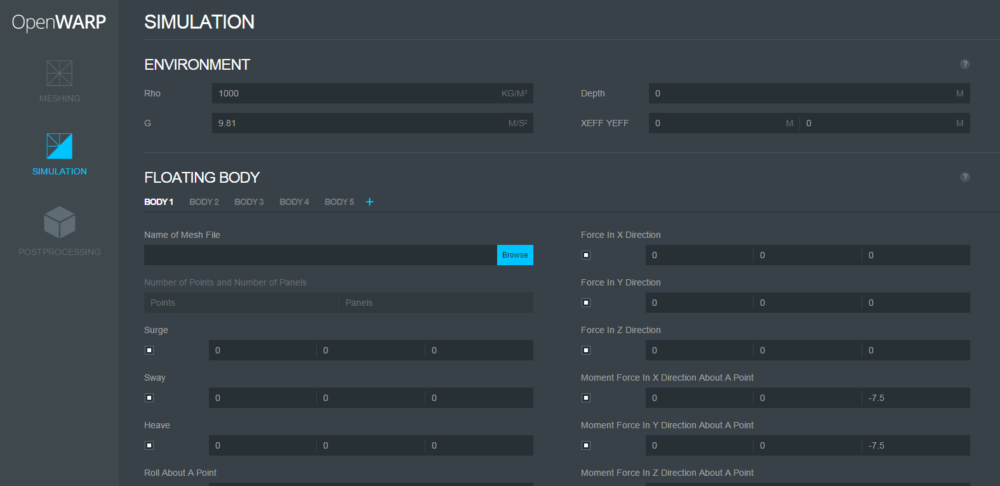 OpenWARP
MESHING
SIMULATION
POSTPROCESSING
SIMULATION
ENVIRONMENT ?
Rho 1000 KG/M³ Depth 0 M
G 9.81 M/S² XEFF YEFF 0 M 0 M
FLOATING BODY ?
BODY 1 BODY 2 BODY 3 BODY 4 BODY 5 +
Name of Mesh File Force In X Direction
Browse 0 0 0
Number of Points and Number of Panels Force In Y Direction
Points Panels 0 0 0
Surge Force In Z Direction
0 0 0 0 0 0
Sway Moment Force In X Direction About A Point
0 0 0 0 0 -7.5
Heave Moment Force In Y Direction About A Point
0 0 0 0 0 -7.5
Roll About A Point Moment Force In Z Direction About A Point